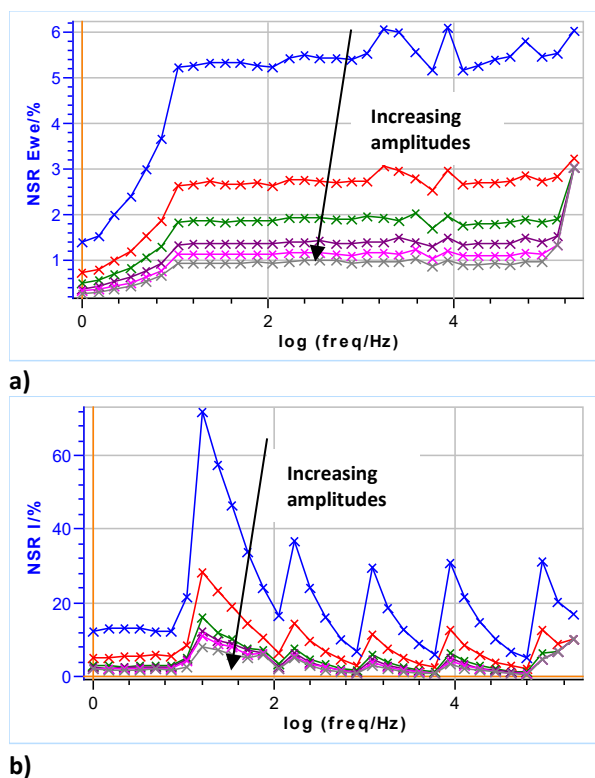 6
5
4
3
2
1
NSR Ewe/%
Increasing
amplitudes
0
2
4
log (freq/Hz)
a)
60
40
20
0
NSR I/%
Increasing
amplitudes
0
2
4
log (freq/Hz)
b)